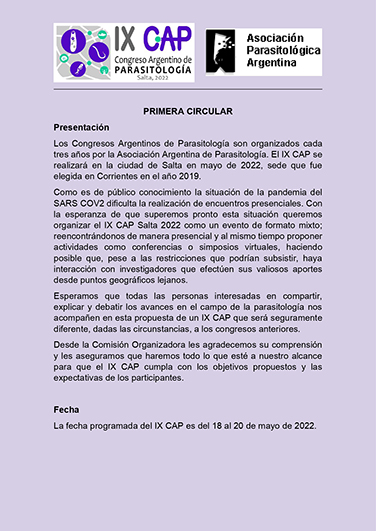 IX CAP
Congreso Argentino de
PARASITOLOGÍA
Salta, 2022
Asociación
Parasitológica
Argentina
PRIMERA CIRCULAR
Presentación
Los Congresos Argentinos de Parasitología son organizados cada
tres años por la Asociación Argentina de Parasitología. El IX CAP se
realizará en la ciudad de Salta en mayo de 2022, sede que fue
elegida en Corrientes en el año 2019.
Como es de público conocimiento la situación de la pandemia del
SARS COV2 dificulta la realización de encuentros presenciales. Con
la esperanza de que superemos pronto esta situación queremos
organizar el IX CAP Salta 2022 como un evento de formato mixto;
reencontrándonos de manera presencial y al mismo tiempo proponer
actividades como conferencias o simposios virtuales, haciendo
posible que, pese a las restricciones que podrían subsistir, haya
interacción con investigadores que efectúen sus valiosos aportes
desde puntos geográficos lejanos.
Esperamos que todas las personas interesadas en compartir,
explicar y debatir los avances en el campo de la parasitología nos
acompañen en esta propuesta de un IX CAP que será seguramente
diferente, dadas las circunstancias, a los congresos anteriores.
Desde la Comisión Organizadora les agradecemos su comprensión
y les aseguramos que haremos todo lo que esté a nuestro alcance
para que el IX CAP cumpla con los objetivos propuestos y las
expectativas de los participantes.
Fecha
La fecha programada del IX CAP es del 18 al 20 de mayo de 2022.